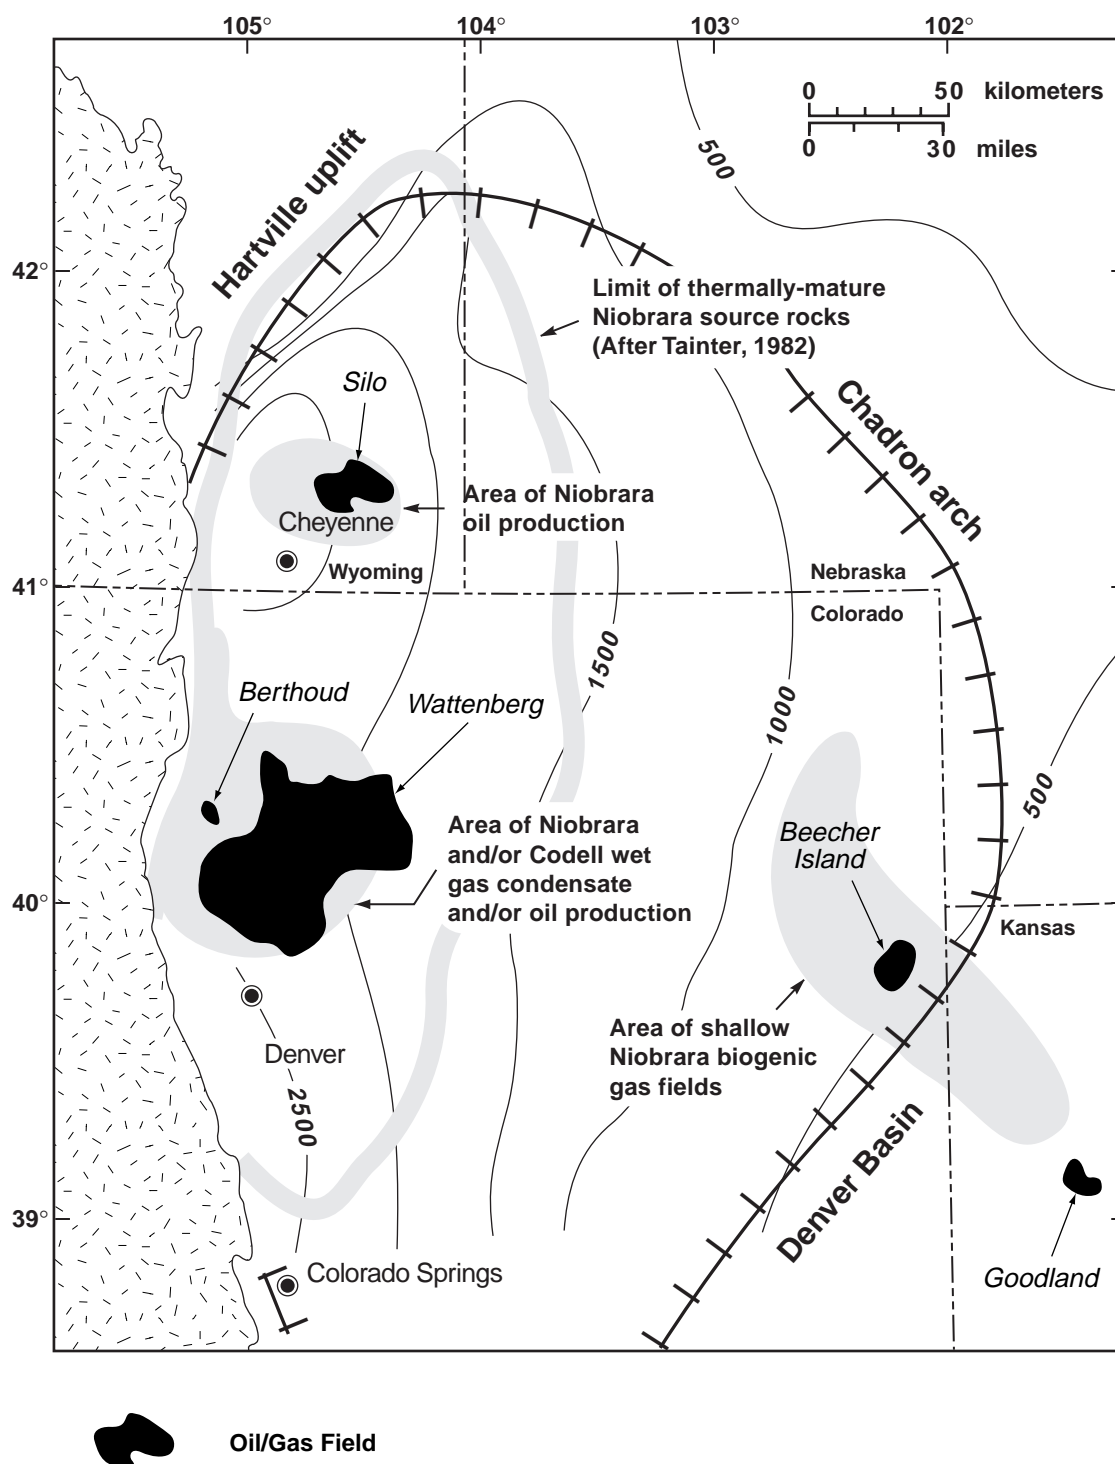 105° 104° 103° 102°
0 50 kilometers
0 30 miles
500
Hartville uplift
42°
Limit of thermally-mature
Niobrara source rocks
(After Tainter, 1982)
Silo
Chadron arch
Area of Niobrara
oil production
Cheyenne
Wyoming
Nebraska
41°
Colorado
1500
Berthoud
Wattenberg
1000
500
Area of Niobrara
and/or Codell wet
gas condensate
and/or oil production
Beecher
Island
40°
Kansas
Area of shallow
Niobrara biogenic
gas fields
Denver
2500
Denver Basin
39°
Colorado Springs
Goodland
Oil/Gas Field